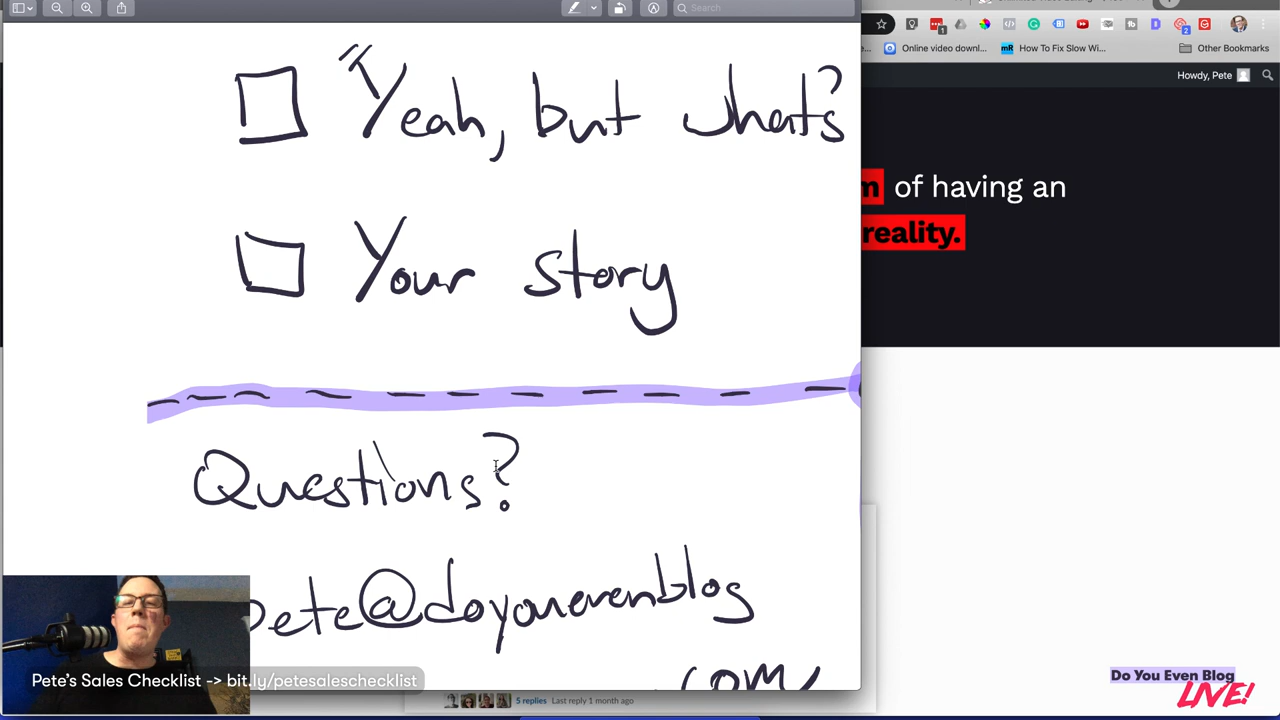 Search
Online video downl...
How To Fix Slow Wi...
Other Bookmarks
Howdy, Pete
"Yeah, but whats?
of having an
reality.
Your story
Questions?
pete@doyouevenblog
.com
Pete's Sales Checklist -> bit.ly/petesaleschecklist
5 replies Last reply 1 month ago
Do You Even Blog
LIVE!